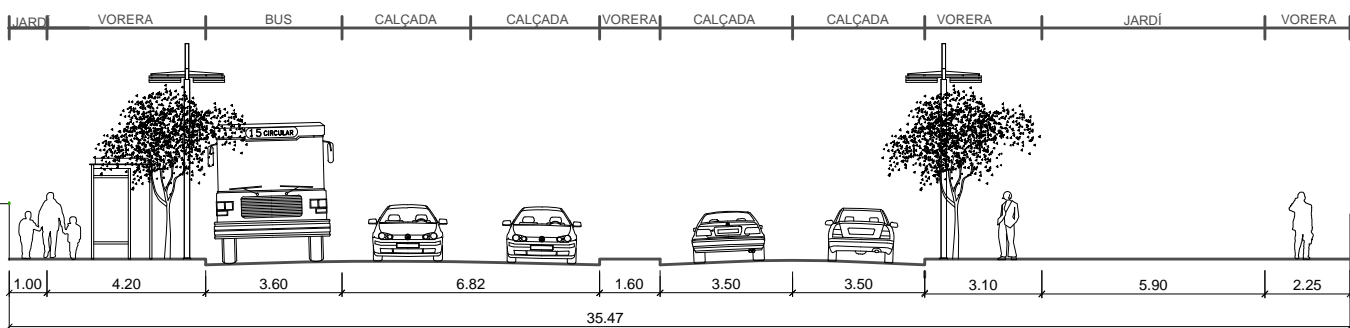 JARDÍ VORERA BUS CALÇADA CALÇADA VORERA CALÇADA CALÇADA VORERA JARDÍ VORERA
15 CIRCULAR
1.00 4.20 3.60 6.82 1.60 3.50 3.50 3.10 5.90 2.25
35.47